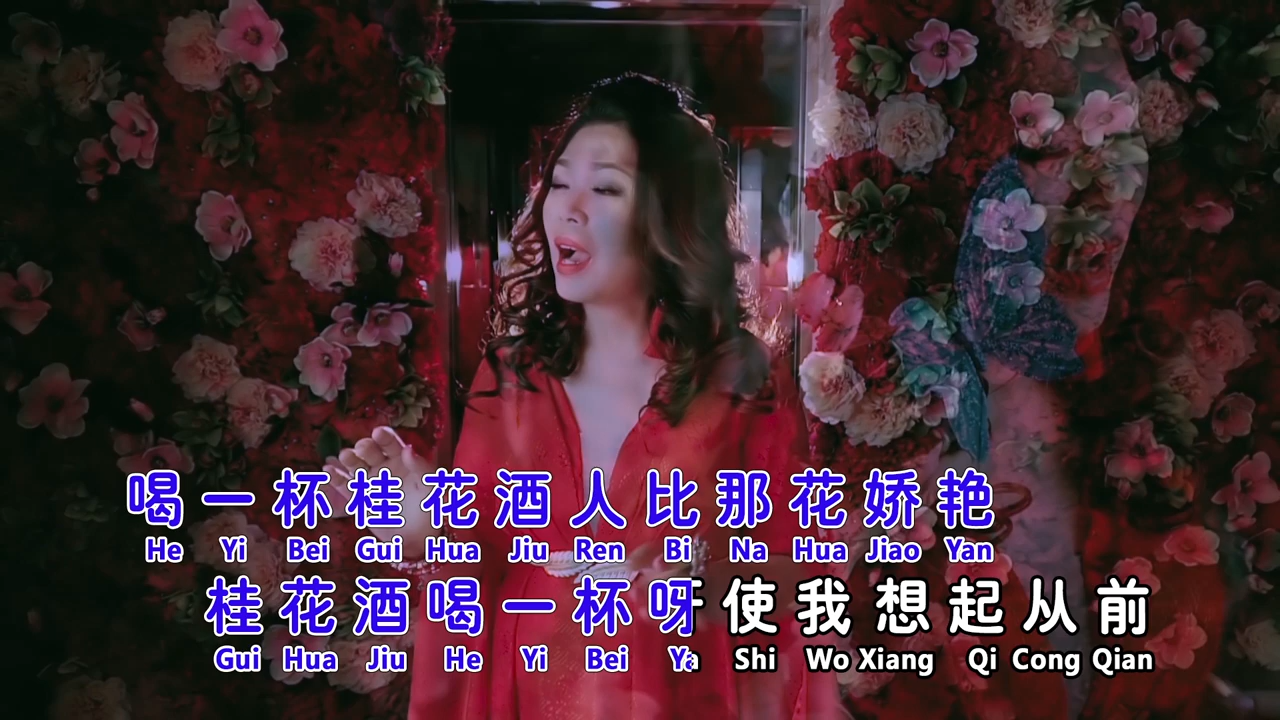 喝一杯桂花酒人比那花娇艳
He Yi Bei Gui Hua Jiu Ren Bi Na Hua Jiao Yan
桂花酒喝一杯呀使我想起从前
Gui Hua Jiu He Yi Bei Ya Shi Wo Xiang Qi Cong Qian